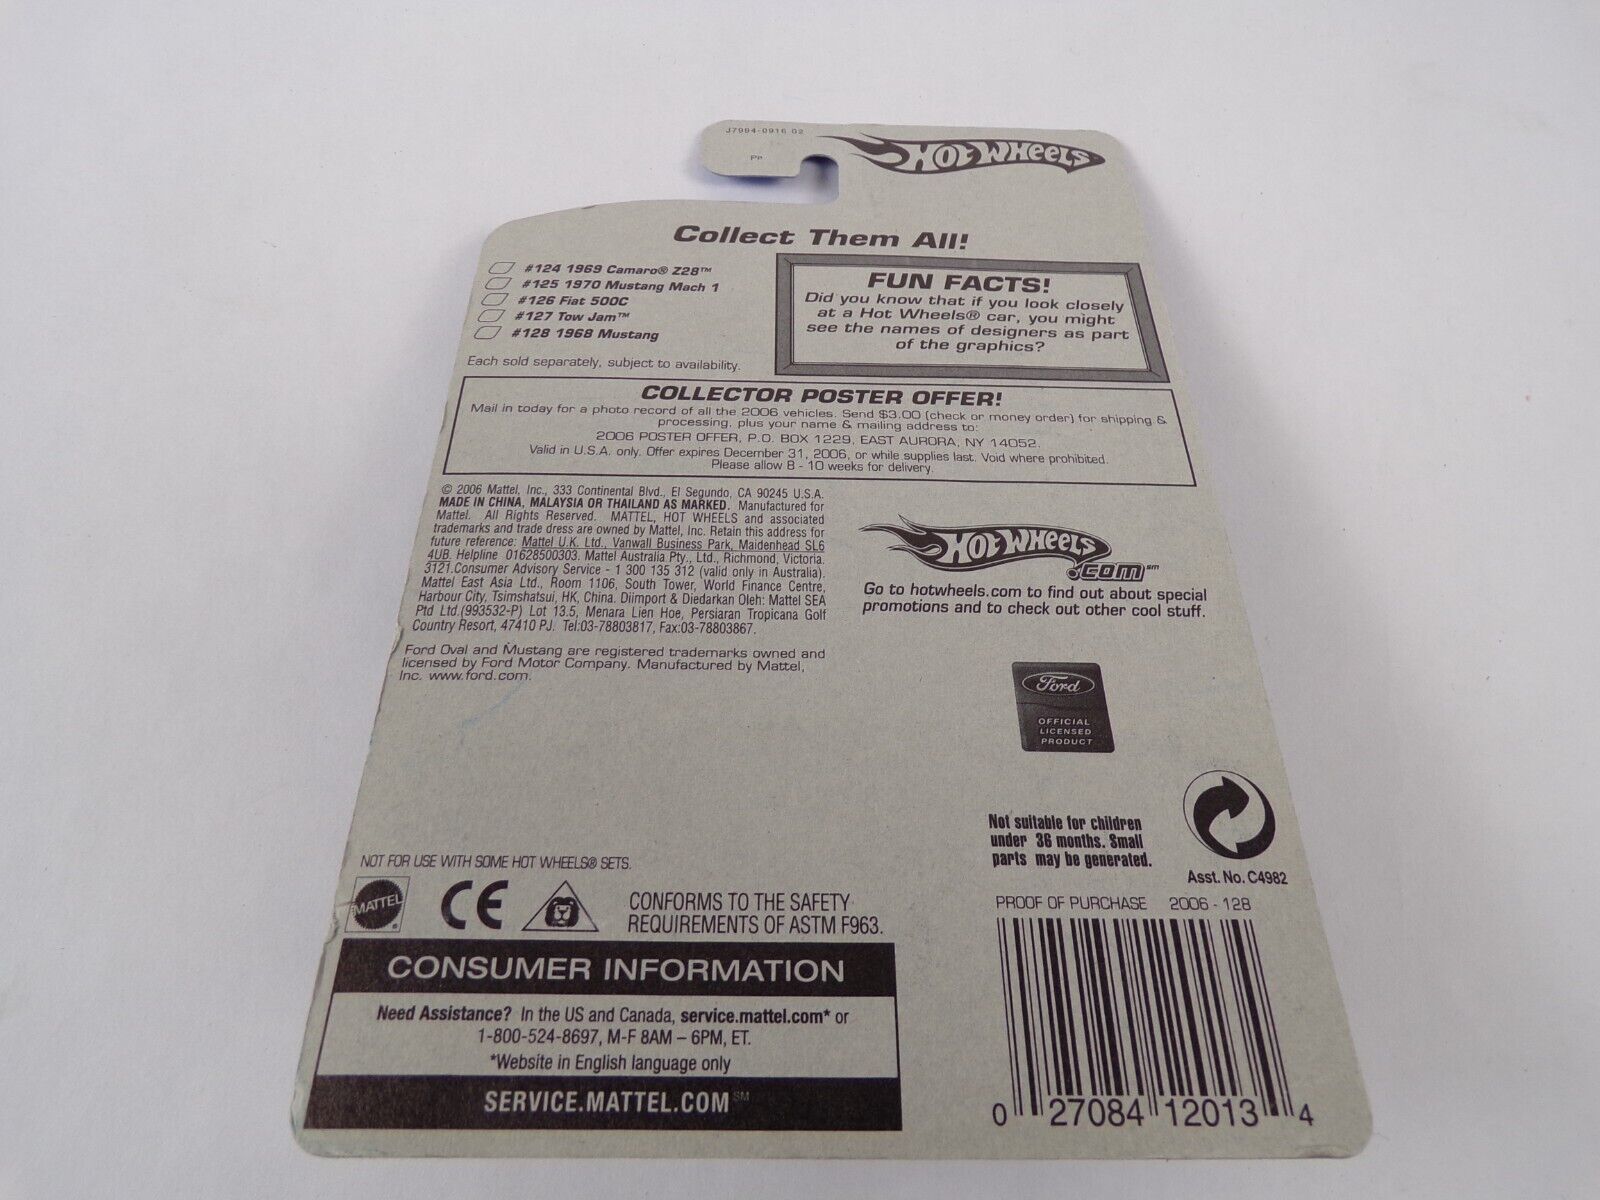 J7994-0916 02
PP
HOT WHEELS
Collect Them All!
#124 1969 Camaro® Z28™
#125 1970 Mustang Mach 1
#126 Fiat 500C
#127 Tow Jam™
#128 1968 Mustang
Each sold separately, subject to availability.
FUN FACTS!
Did you know that if you look closely
at a Hot Wheels® car, you might
see the names of designers as part
of the graphics?
COLLECTOR POSTER OFFER!
Mail in today for a photo record of all the 2006 vehicles. Send $3.00 (check or money order) for shipping &
processing, plus your name & mailing address to:
2006 POSTER OFFER, P.O. BOX 1229, EAST AURORA, NY 14052.
Valid in U.S.A. only. Offer expires December 31, 2006, or while supplies last. Void where prohibited.
Please allow 8 - 10 weeks for delivery.
© 2006 Mattel, Inc., 333 Continental Blvd., El Segundo, CA 90245 U.S.A.
MADE IN CHINA, MALAYSIA OR THAILAND AS MARKED. Manufactured for
Mattel. All Rights Reserved. MATTEL, HOT WHEELS and associated
trademarks and trade dress are owned by Mattel, Inc. Retain this address for
future reference: Mattel U.K. Ltd., Vanwall Business Park, Maidenhead SL6
4UB. Helpline 01628500303. Mattel Australia Pty., Ltd., Richmond, Victoria.
3121.Consumer Advisory Service - 1 300 135 312 (valid only in Australia).
Mattel East Asia Ltd., Room 1106, South Tower, World Finance Centre,
Harbour City, Tsimshatsui, HK, China. Diimport & Diedarkan Oleh: Mattel SEA
Ptd Ltd.(993532-P) Lot 13.5, Menara Lien Hoe, Persiaran Tropicana Golf
Country Resort, 47410 PJ. Tel:03-78803817, Fax:03-78803867.
Ford Oval and Mustang are registered trademarks owned and
licensed by Ford Motor Company. Manufactured by Mattel,
Inc. www.ford.com.
HOT WHEELS
.com℠
Go to hotwheels.com to find out about special
promotions and to check out other cool stuff.
Ford
OFFICIAL
LICENSED
PRODUCT
Not suitable for children
under 36 months. Small
parts may be generated.
Asst. No. C4982
NOT FOR USE WITH SOME HOT WHEELS® SETS.
MATTEL ®
CE
CONFORMS TO THE SAFETY
REQUIREMENTS OF ASTM F963.
PROOF OF PURCHASE 2006 - 128
CONSUMER INFORMATION
Need Assistance? In the US and Canada, service.mattel.com* or
1-800-524-8697, M-F 8AM – 6PM, ET.
*Website in English language only
SERVICE.MATTEL.COM℠
0 27084 12013 4